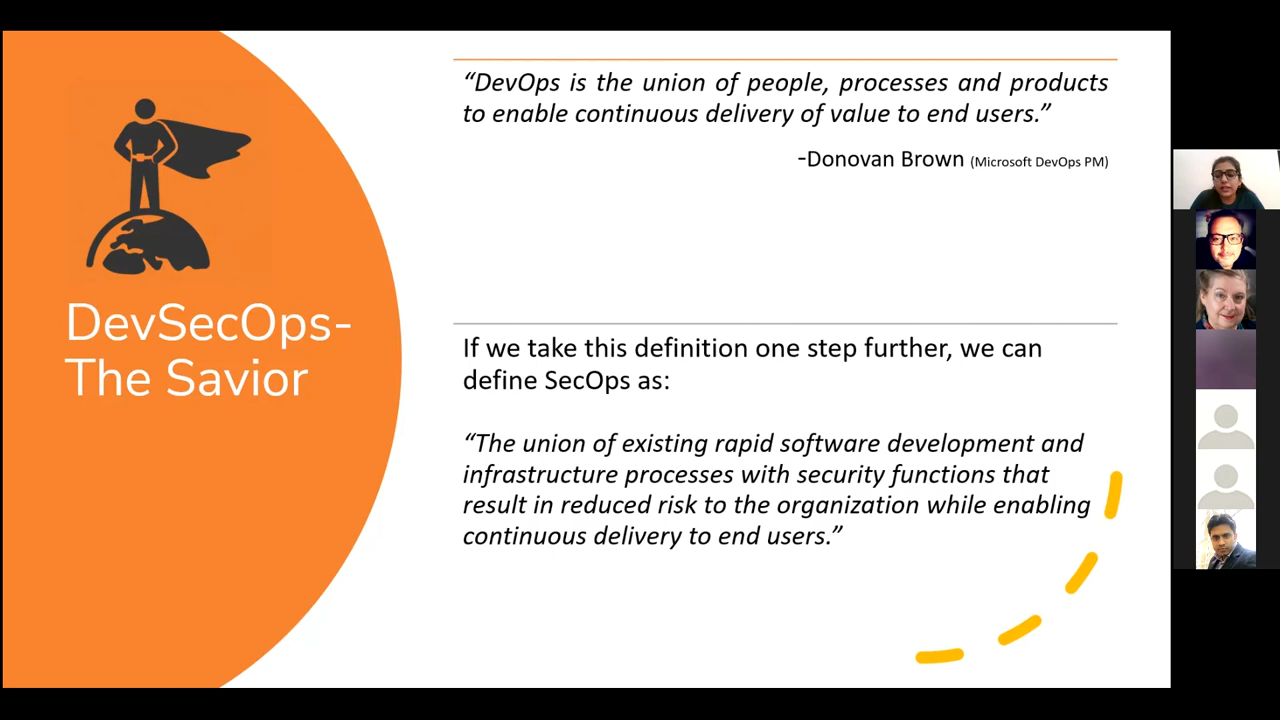 DevSecOps-
The Savior
“DevOps is the union of people, processes and products
to enable continuous delivery of value to end users.”
-Donovan Brown (Microsoft DevOps PM)
If we take this definition one step further, we can
define SecOps as:
“The union of existing rapid software development and
infrastructure processes with security functions that
result in reduced risk to the organization while enabling
continuous delivery to end users.”